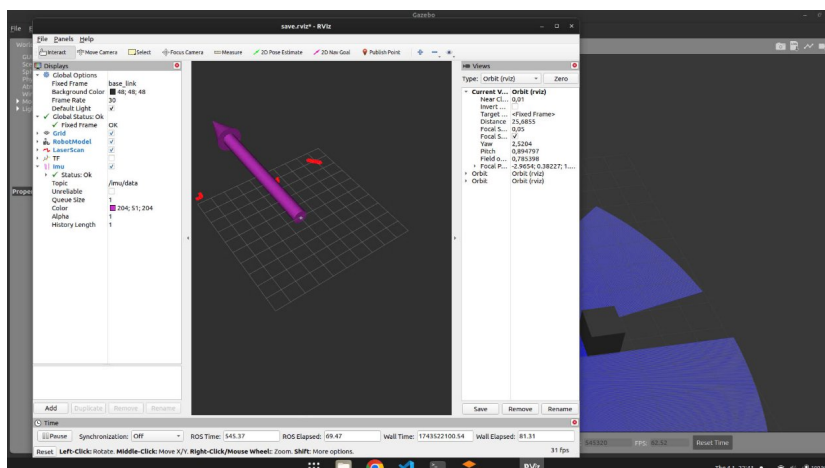 Gazebo
save.rviz* - RViz
File Panels Help
Interact Move Camera Select Focus Camera Measure 2D Pose Estimate 2D Nav Goal Publish Point
Displays
Global Options
Fixed Frame base_link
Background Color 48; 48; 48
Frame Rate 30
Default Light
Global Status: Ok
Fixed Frame OK
Grid
RobotModel
LaserScan
TF
Imu
Status: Ok
Topic /imu/data
Unreliable
Queue Size 1
Color 204; 51; 204
Alpha 1
History Length 1
Add Duplicate Remove Rename
Views
Type: Orbit (rviz) Zero
Current V... Orbit (rviz)
Near Cl... 0,01
Invert ...
Target ... <Fixed Frame>
Distance 25,6855
Focal S... 0,05
Focal S...
Yaw 2,5204
Pitch 0,894797
Field o... 0,785398
Focal P... -2.9654; 0.38227; 1....
Orbit Orbit (rviz)
Orbit Orbit (rviz)
Save Remove Rename
Time
Pause Synchronization: Off ROS Time: 545.37 ROS Elapsed: 69.47 Wall Time: 1743522100.54 Wall Elapsed: 81.31
Reset Left-Click: Rotate. Middle-Click: Move X/Y. Right-Click/Mouse Wheel: Zoom. Shift: More options. 31 fps
FPS: 62.52 Reset Time
RViz